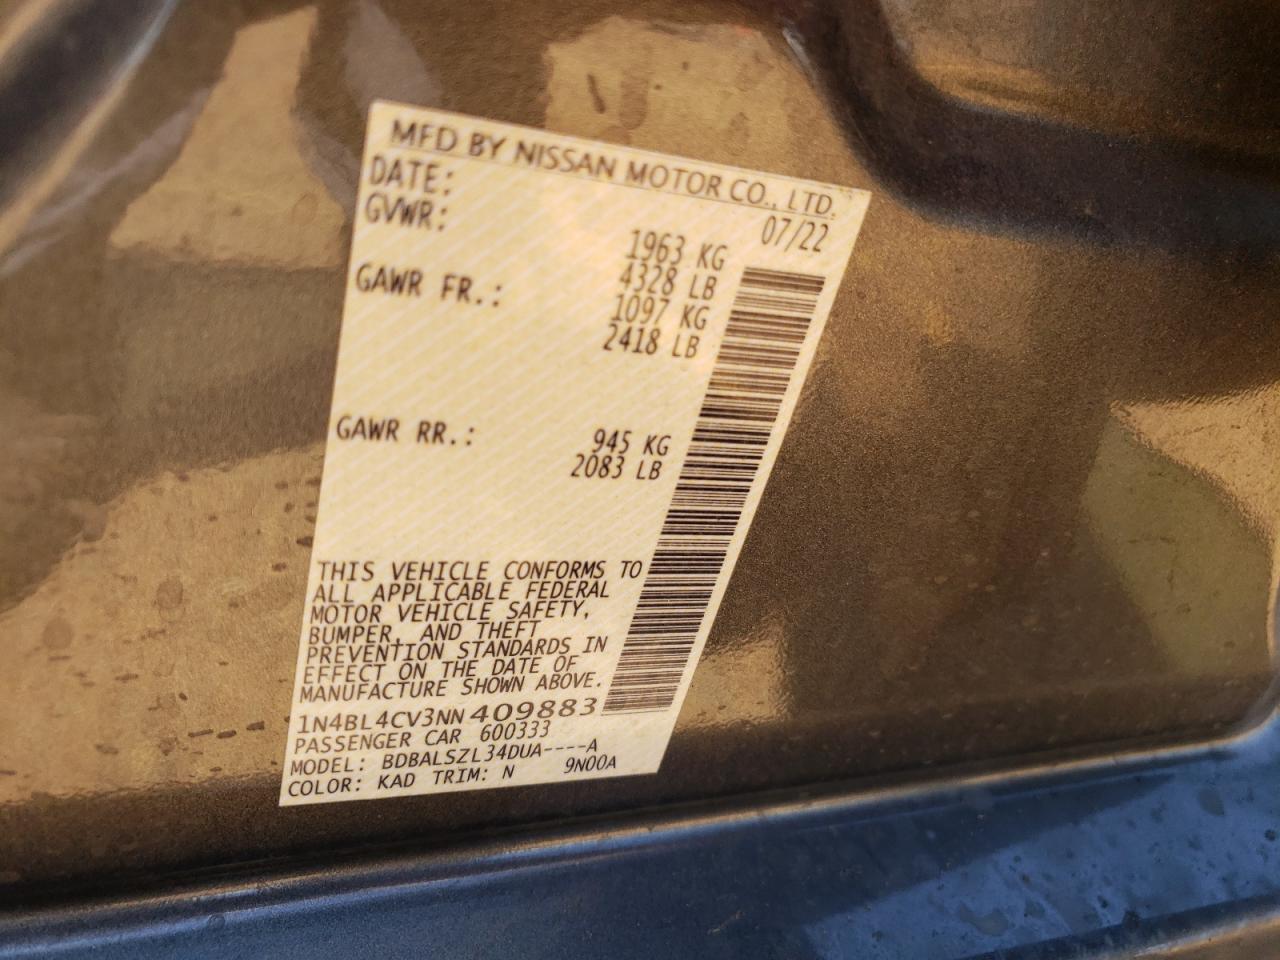 MFD BY NISSAN MOTOR CO., LTD.
DATE: 07/22
GVWR: 1963 KG
4328 LB
GAWR FR.: 1097 KG
2418 LB
GAWR RR.: 945 KG
2083 LB
THIS VEHICLE CONFORMS TO
ALL APPLICABLE FEDERAL
MOTOR VEHICLE SAFETY,
BUMPER, AND THEFT
PREVENTION STANDARDS IN
EFFECT ON THE DATE OF
MANUFACTURE SHOWN ABOVE.
1N4BL4CV3NN409883
PASSENGER CAR 600333
MODEL: BDBALSZL34DUA----A
COLOR: KAD TRIM: N 9N00A